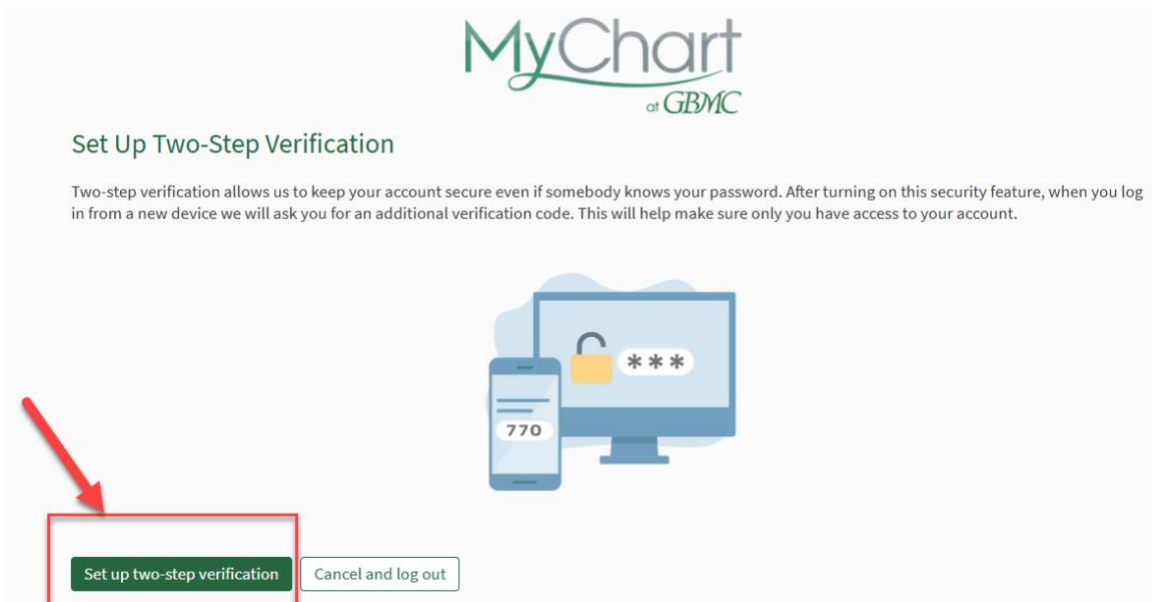 MyChart
at GBMC
Set Up Two-Step Verification
Two-step verification allows us to keep your account secure even if somebody knows your password. After turning on this security feature, when you log
in from a new device we will ask you for an additional verification code. This will help make sure only you have access to your account.
***
770
Set up two-step verification
Cancel and log out